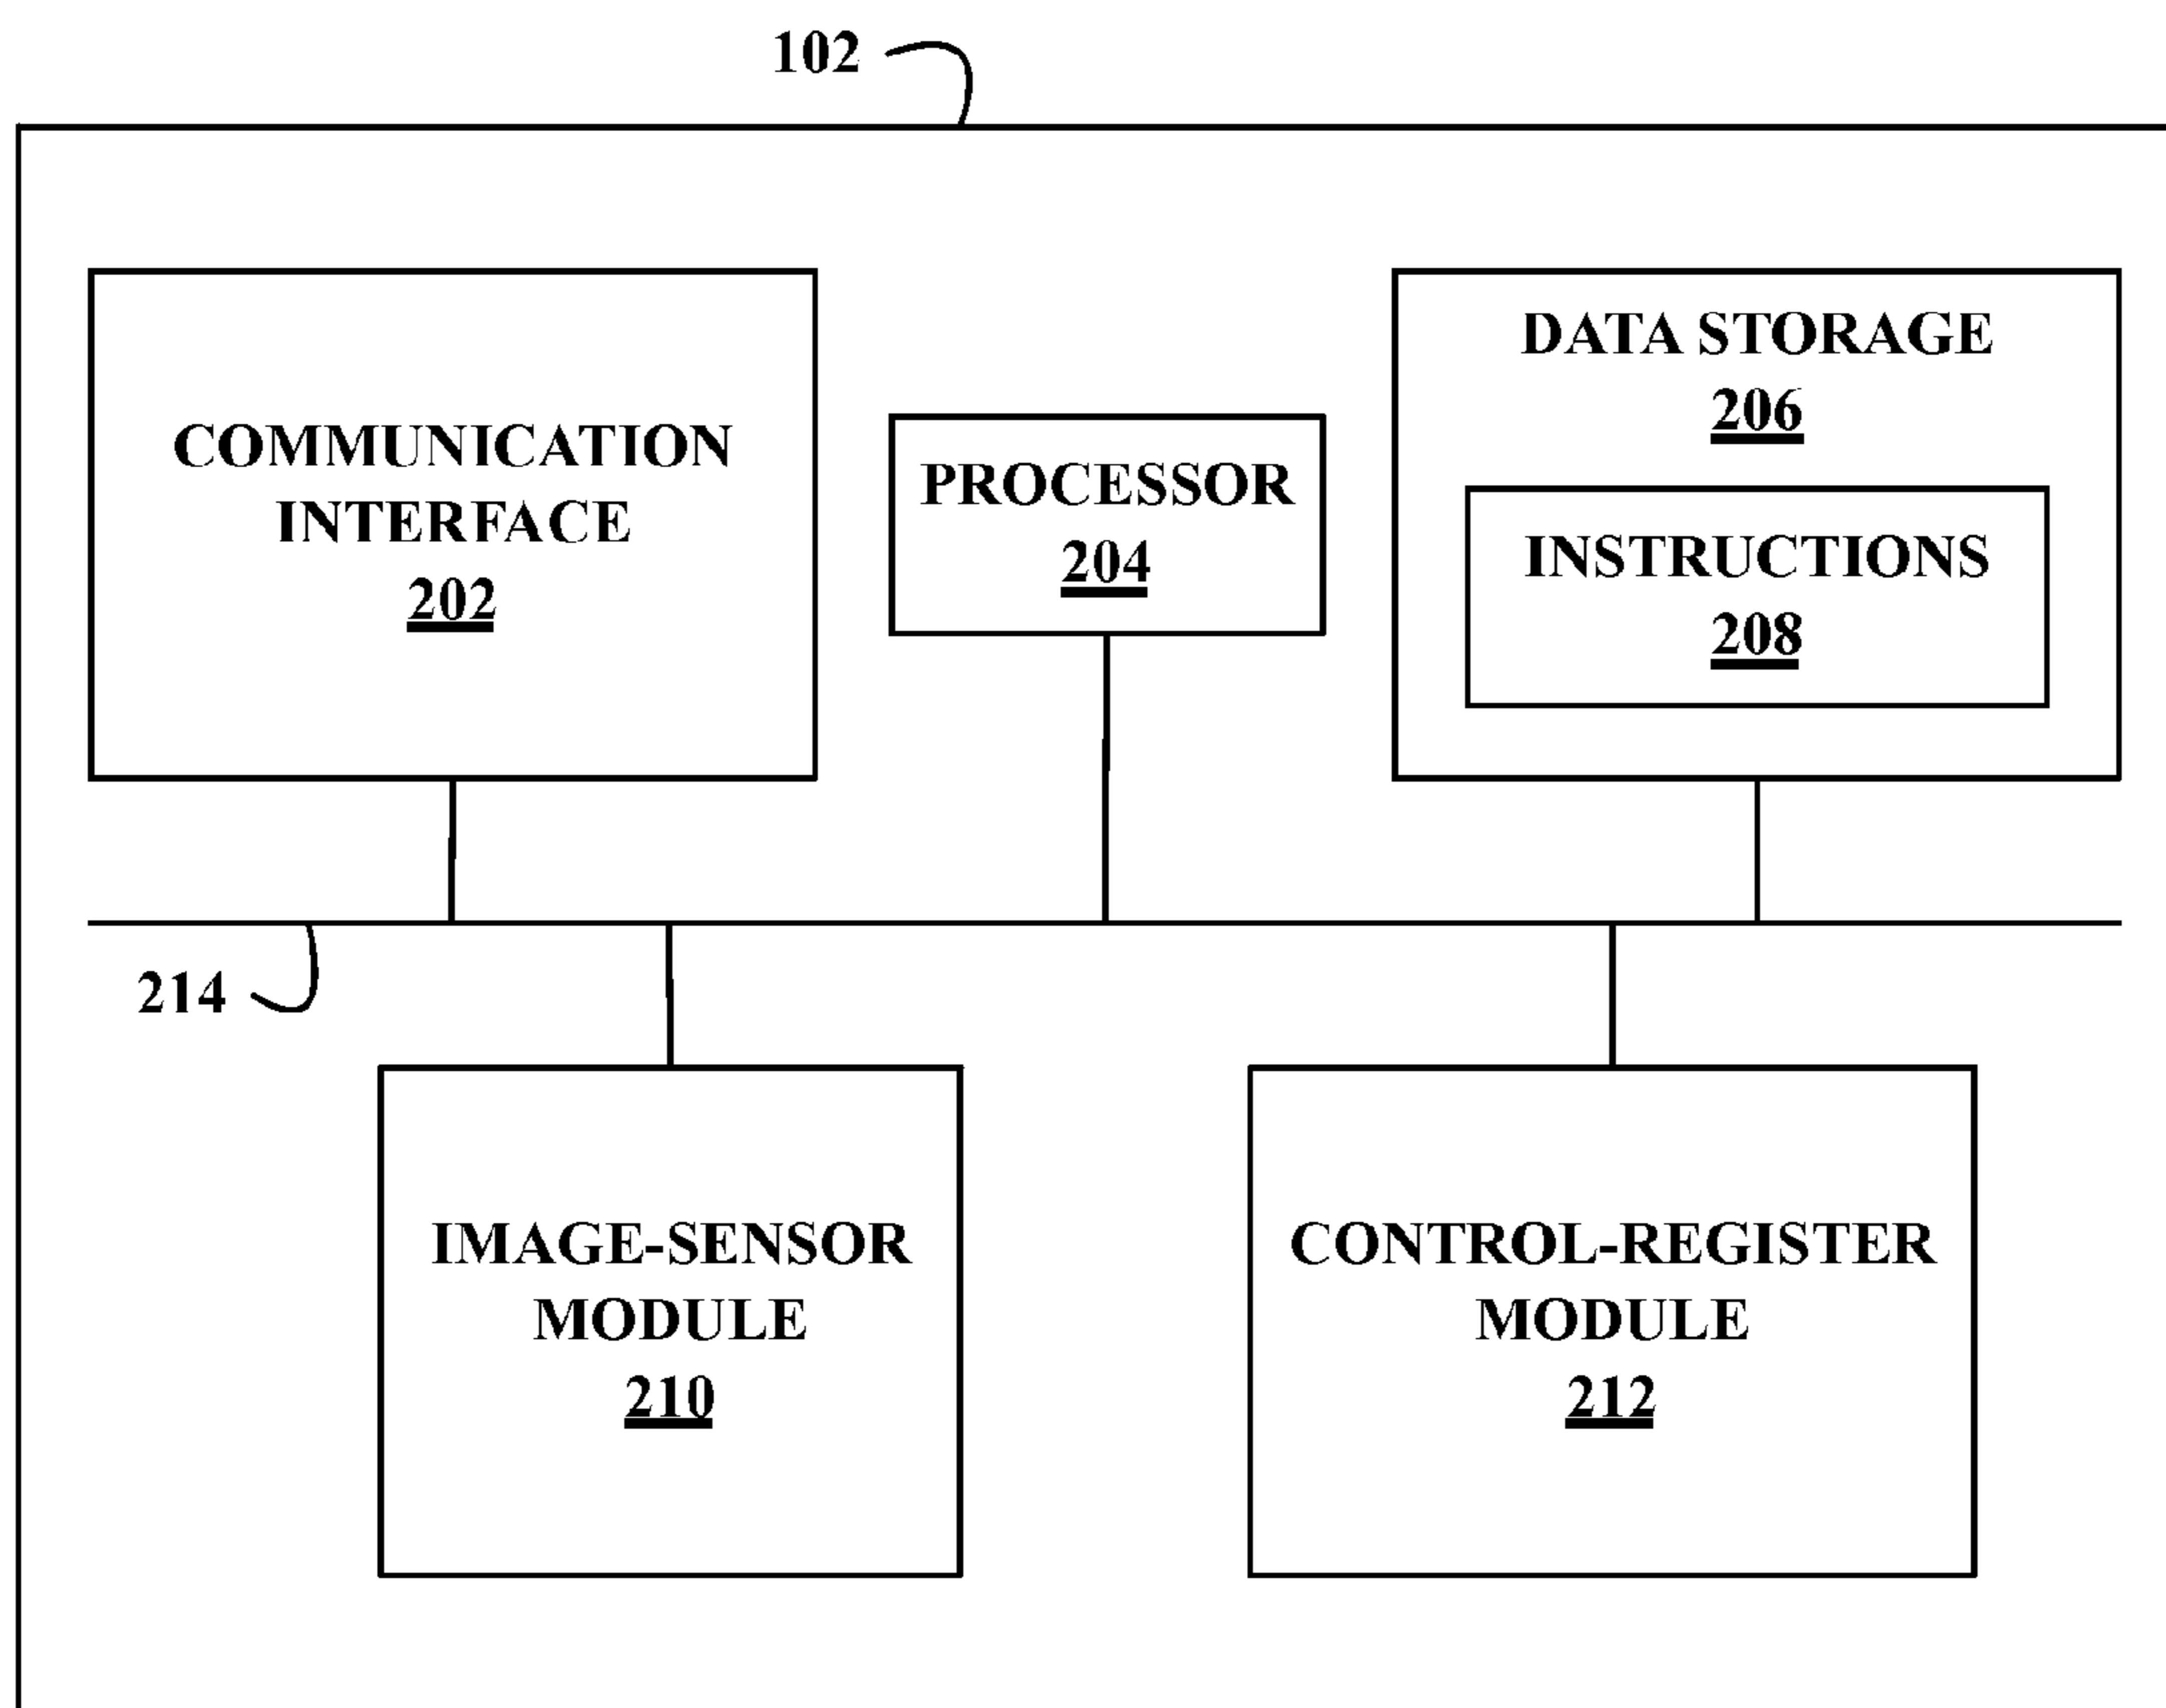 102
COMMUNICATION
INTERFACE
202
PROCESSOR
204
DATA STORAGE
206
INSTRUCTIONS
208
214
IMAGE-SENSOR
MODULE
210
CONTROL-REGISTER
MODULE
212